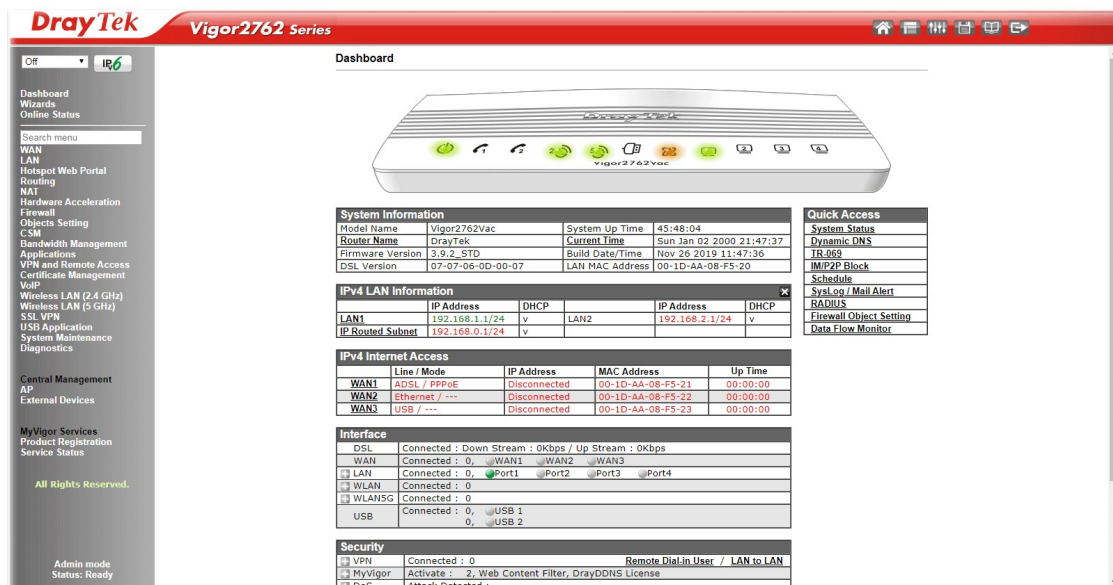 DrayTek Vigor2762 Series
Off IPv6
Dashboard
Wizards
Online Status
Search menu
WAN
LAN
Hotspot Web Portal
Routing
NAT
Hardware Acceleration
Firewall
Objects Setting
CSM
Bandwidth Management
Applications
VPN and Remote Access
Certificate Management
VoIP
Wireless LAN (2.4 GHz)
Wireless LAN (5 GHz)
SSL VPN
USB Application
System Maintenance
Diagnostics
Central Management
AP
External Devices
MyVigor Services
Product Registration
Service Status
All Rights Reserved.
Admin mode
Status: Ready
Dashboard
DrayTek
1 2 2 5 2 3 4
Vigor2762Vac
System Information
Model Name Vigor2762Vac System Up Time 45:48:04
Router Name DrayTek Current Time Sun Jan 02 2000 21:47:37
Firmware Version 3.9.2_STD Build Date/Time Nov 26 2019 11:47:36
DSL Version 07-07-06-0D-00-07 LAN MAC Address 00-1D-AA-08-F5-20
IPv4 LAN Information
IP Address DHCP IP Address DHCP
LAN1 192.168.1.1/24 v LAN2 192.168.2.1/24 v
IP Routed Subnet 192.168.0.1/24 v
IPv4 Internet Access
Line / Mode IP Address MAC Address Up Time
WAN1 ADSL / PPPoE Disconnected 00-1D-AA-08-F5-21 00:00:00
WAN2 Ethernet / --- Disconnected 00-1D-AA-08-F5-22 00:00:00
WAN3 USB / --- Disconnected 00-1D-AA-08-F5-23 00:00:00
Interface
DSL Connected : Down Stream : 0Kbps / Up Stream : 0Kbps
WAN Connected : 0, WAN1 WAN2 WAN3
LAN Connected : 0, Port1 Port2 Port3 Port4
WLAN Connected : 0
WLAN5G Connected : 0
USB Connected : 0, USB 1
0, USB 2
Security
VPN Connected : 0 Remote Dial-in User / LAN to LAN
MyVigor Activate : 2, Web Content Filter, DrayDDNS License
DoS Attack Detected :
Quick Access
System Status
Dynamic DNS
TR-069
IM/P2P Block
Schedule
SysLog / Mail Alert
RADIUS
Firewall Object Setting
Data Flow Monitor